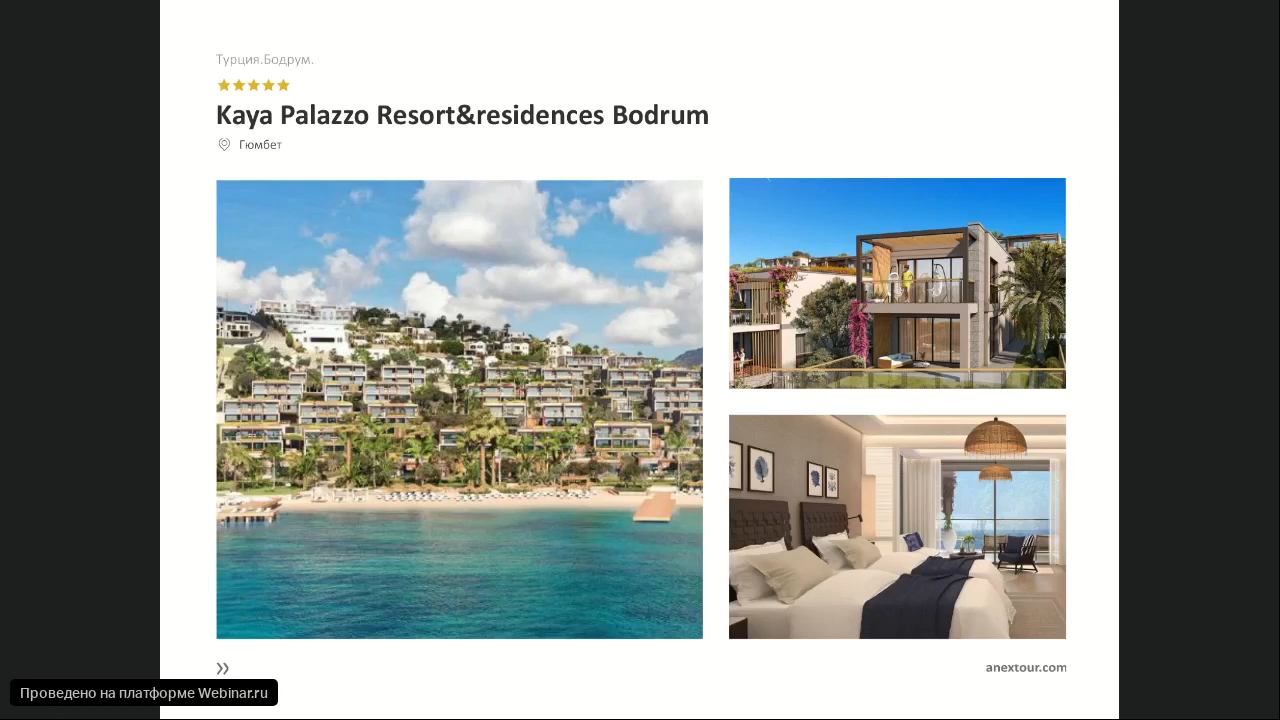 Турция.Бодрум.
Kaya Palazzo Resort&residences Bodrum
Гюмбет
anextour.com
Проведено на платформе Webinar.ru